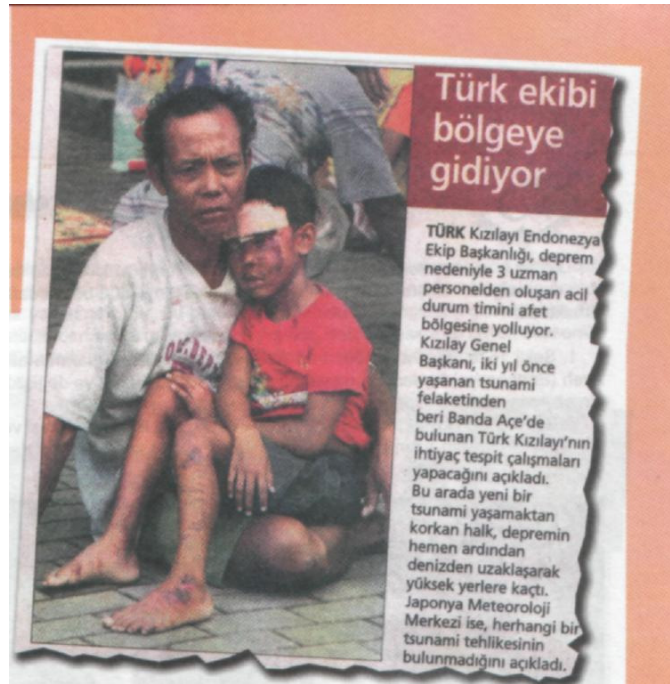 Türk ekibi
bölgeye
gidiyor
TÜRK Kızılayı Endonezya
Ekip Başkanlığı, deprem
nedeniyle 3 uzman
personelden oluşan acil
durum timini afet
bölgesine yolluyor.
Kızılay Genel
Başkanı, iki yıl önce
yaşanan tsunami
felaketinden
beri Banda Açe'de
bulunan Türk Kızılayı'nın
ihtiyaç tespit çalışmaları
yapacağını açıkladı.
Bu arada yeni bir
tsunami yaşamaktan
korkan halk, depremin
hemen ardından
denizden uzaklaşarak
yüksek yerlere kaçtı.
Japonya Meteoroloji
Merkezi ise, herhangi bir
tsunami tehlikesinin
bulunmadığını açıkladı.